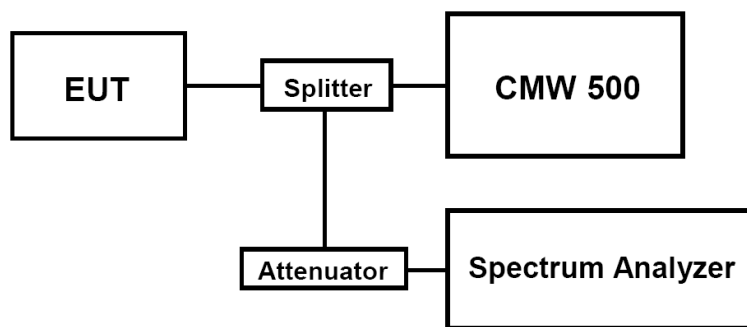 EUT
Splitter
CMW 500
Attenuator
Spectrum Analyzer